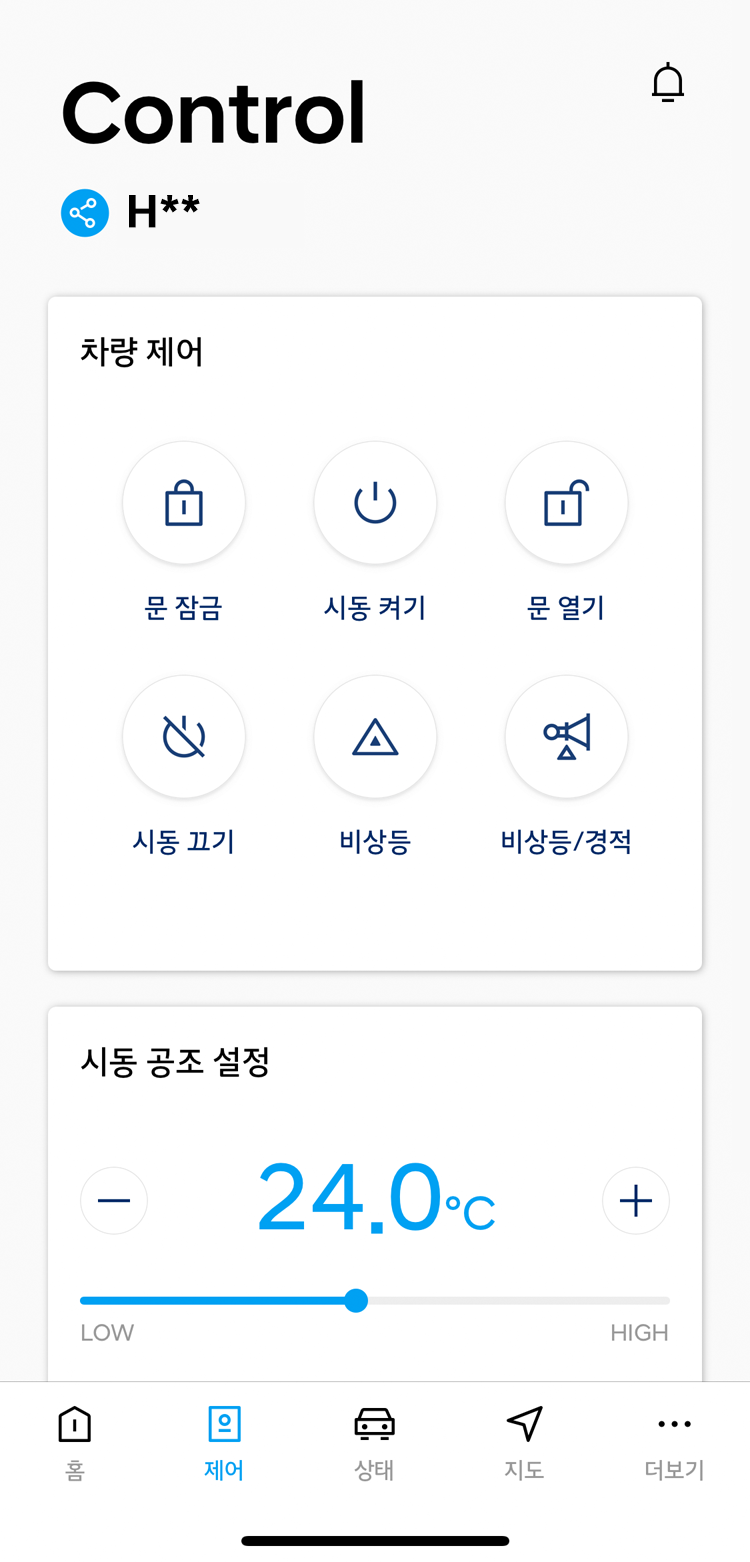 Control
H**
차량 제어
문 잠금
시동 켜기
문 열기
시동 끄기
비상등
비상등/경적
시동 공조 설정
24.0°C
LOW
HIGH
홈
제어
상태
지도
더보기